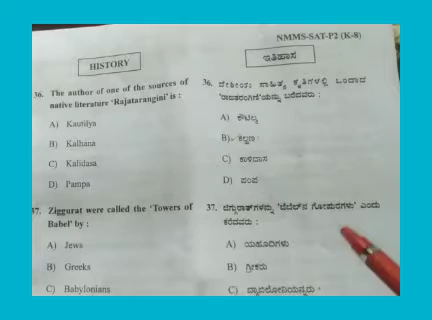 NMMS-SAT-P2 (K-8)
HISTORY
36. The author of one of the sources of
native literature 'Rajatarangini' is :
A) Kautilya
B) Kalhana
C) Kalidasa
D) Pampa
37. Ziggurat were called the 'Towers of
Babel' by :
A) Jews
B) Greeks
C) Babylonians
ಇತಿಹಾಸ
36. ದೇಶೀಯ ಸಾಹಿತ್ಯ ಕೃತಿಗಳಲ್ಲಿ ಒಂದಾದ
'ರಾಜತರಂಗಿಣಿ'ಯನ್ನು ಬರೆದವರು :
A) ಕೌಟಿಲ್ಯ
B) ಕಲ್ಹಣ
C) ಕಾಳಿದಾಸ
D) ಪಂಪ
37. ಜಿಗ್ಗುರಾತ್‌ಗಳನ್ನು 'ಬೆಬೆಲ್‌ನ ಗೋಪುರಗಳು' ಎಂದು
ಕರೆದವರು :
A) ಯಹೂದಿಗಳು
B) ಗ್ರೀಕರು
C) ಬ್ಯಾಬಿಲೋನಿಯನ್ನರು